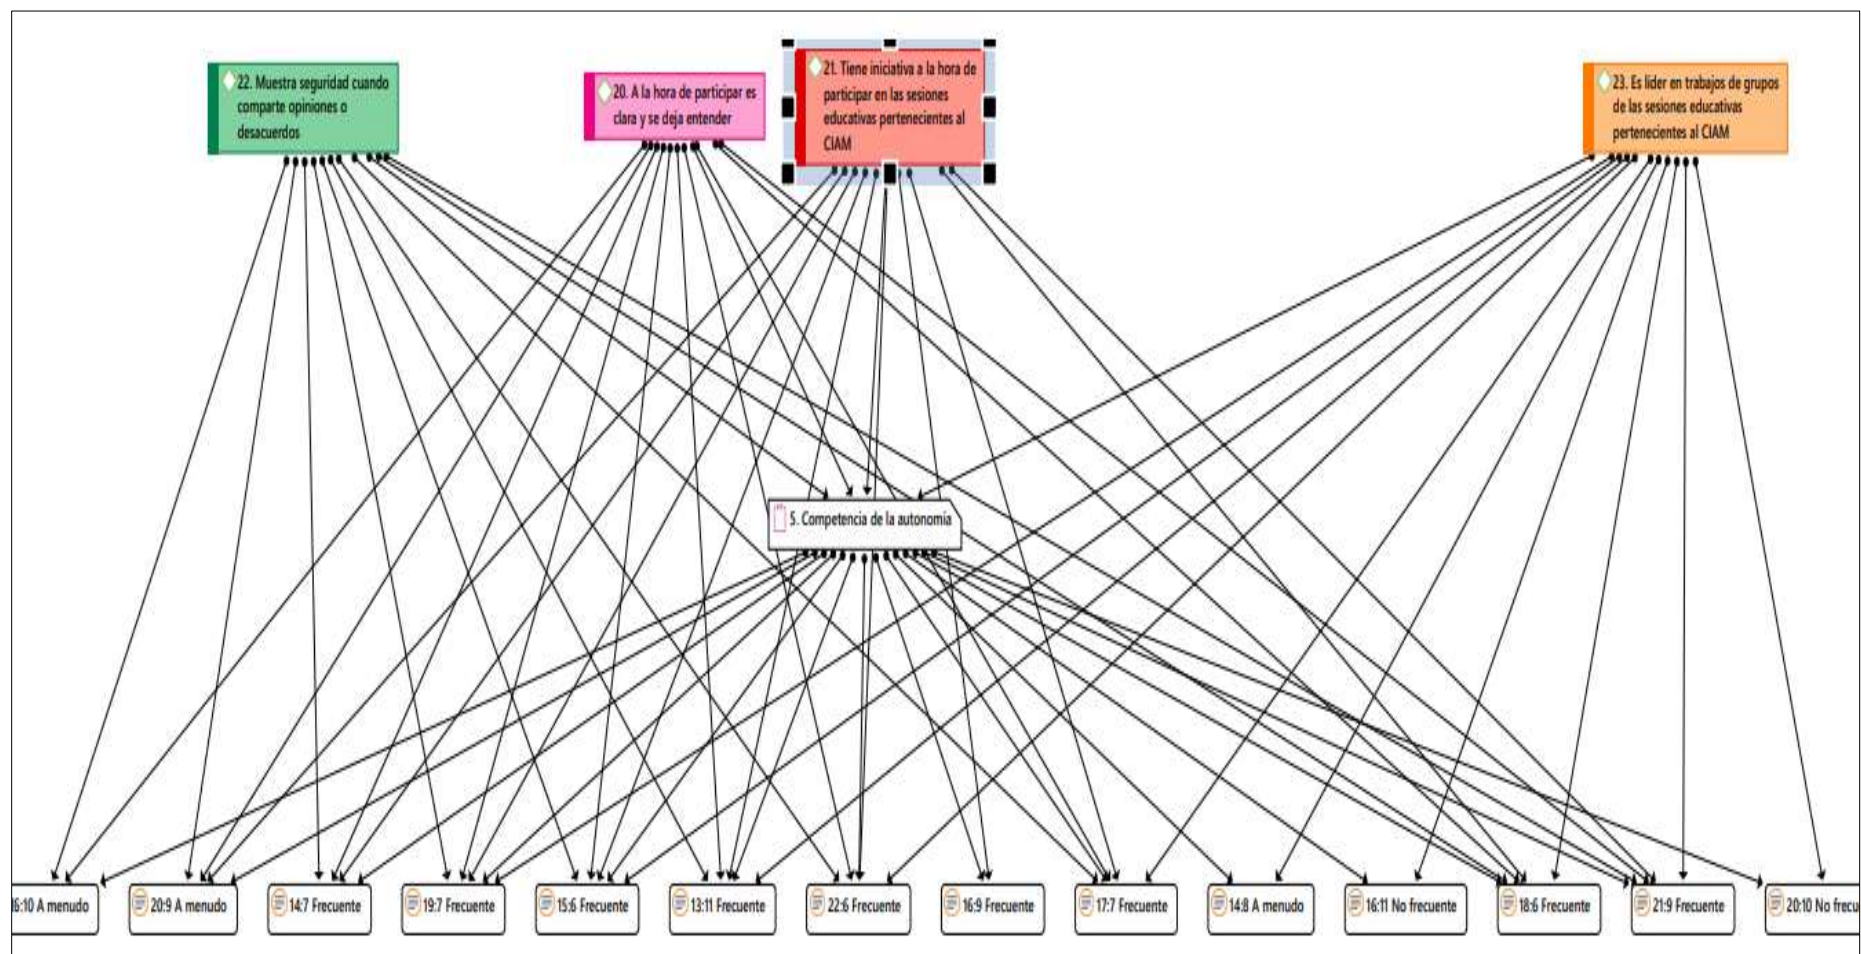 22. Muestra seguridad cuando
comparte opiniones o
desacuerdos
20. A la hora de participar es
clara y se deja entender
21. Tiene iniciativa a la hora de
participar en las sesiones
educativas pertenecientes al
CIAM
23. Es líder en trabajos de grupos
de las sesiones educativas
pertenecientes al CIAM
5. Competencia de la autonomía
16:10 A menudo
20:9 A menudo
14:7 Frecuente
19:7 Frecuente
15:6 Frecuente
13:11 Frecuente
22:6 Frecuente
16:9 Frecuente
17:7 Frecuente
14:8 A menudo
16:11 No frecuente
18:6 Frecuente
21:9 Frecuente
20:10 No frecu